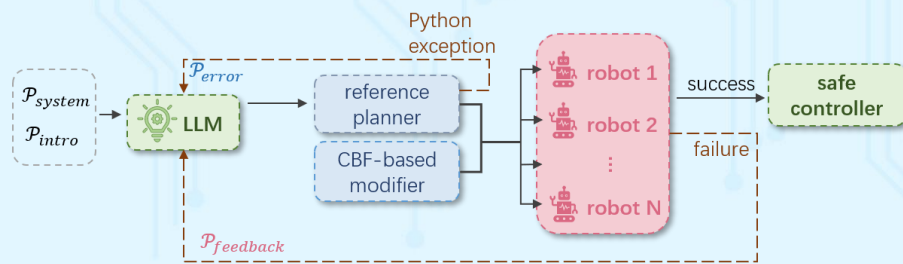 Python
exception
𝒫error
𝒫system
𝒫intro
LLM
reference
planner
CBF-based
modifier
robot 1
robot 2
⋮
robot N
success
failure
safe
controller
𝒫feedback